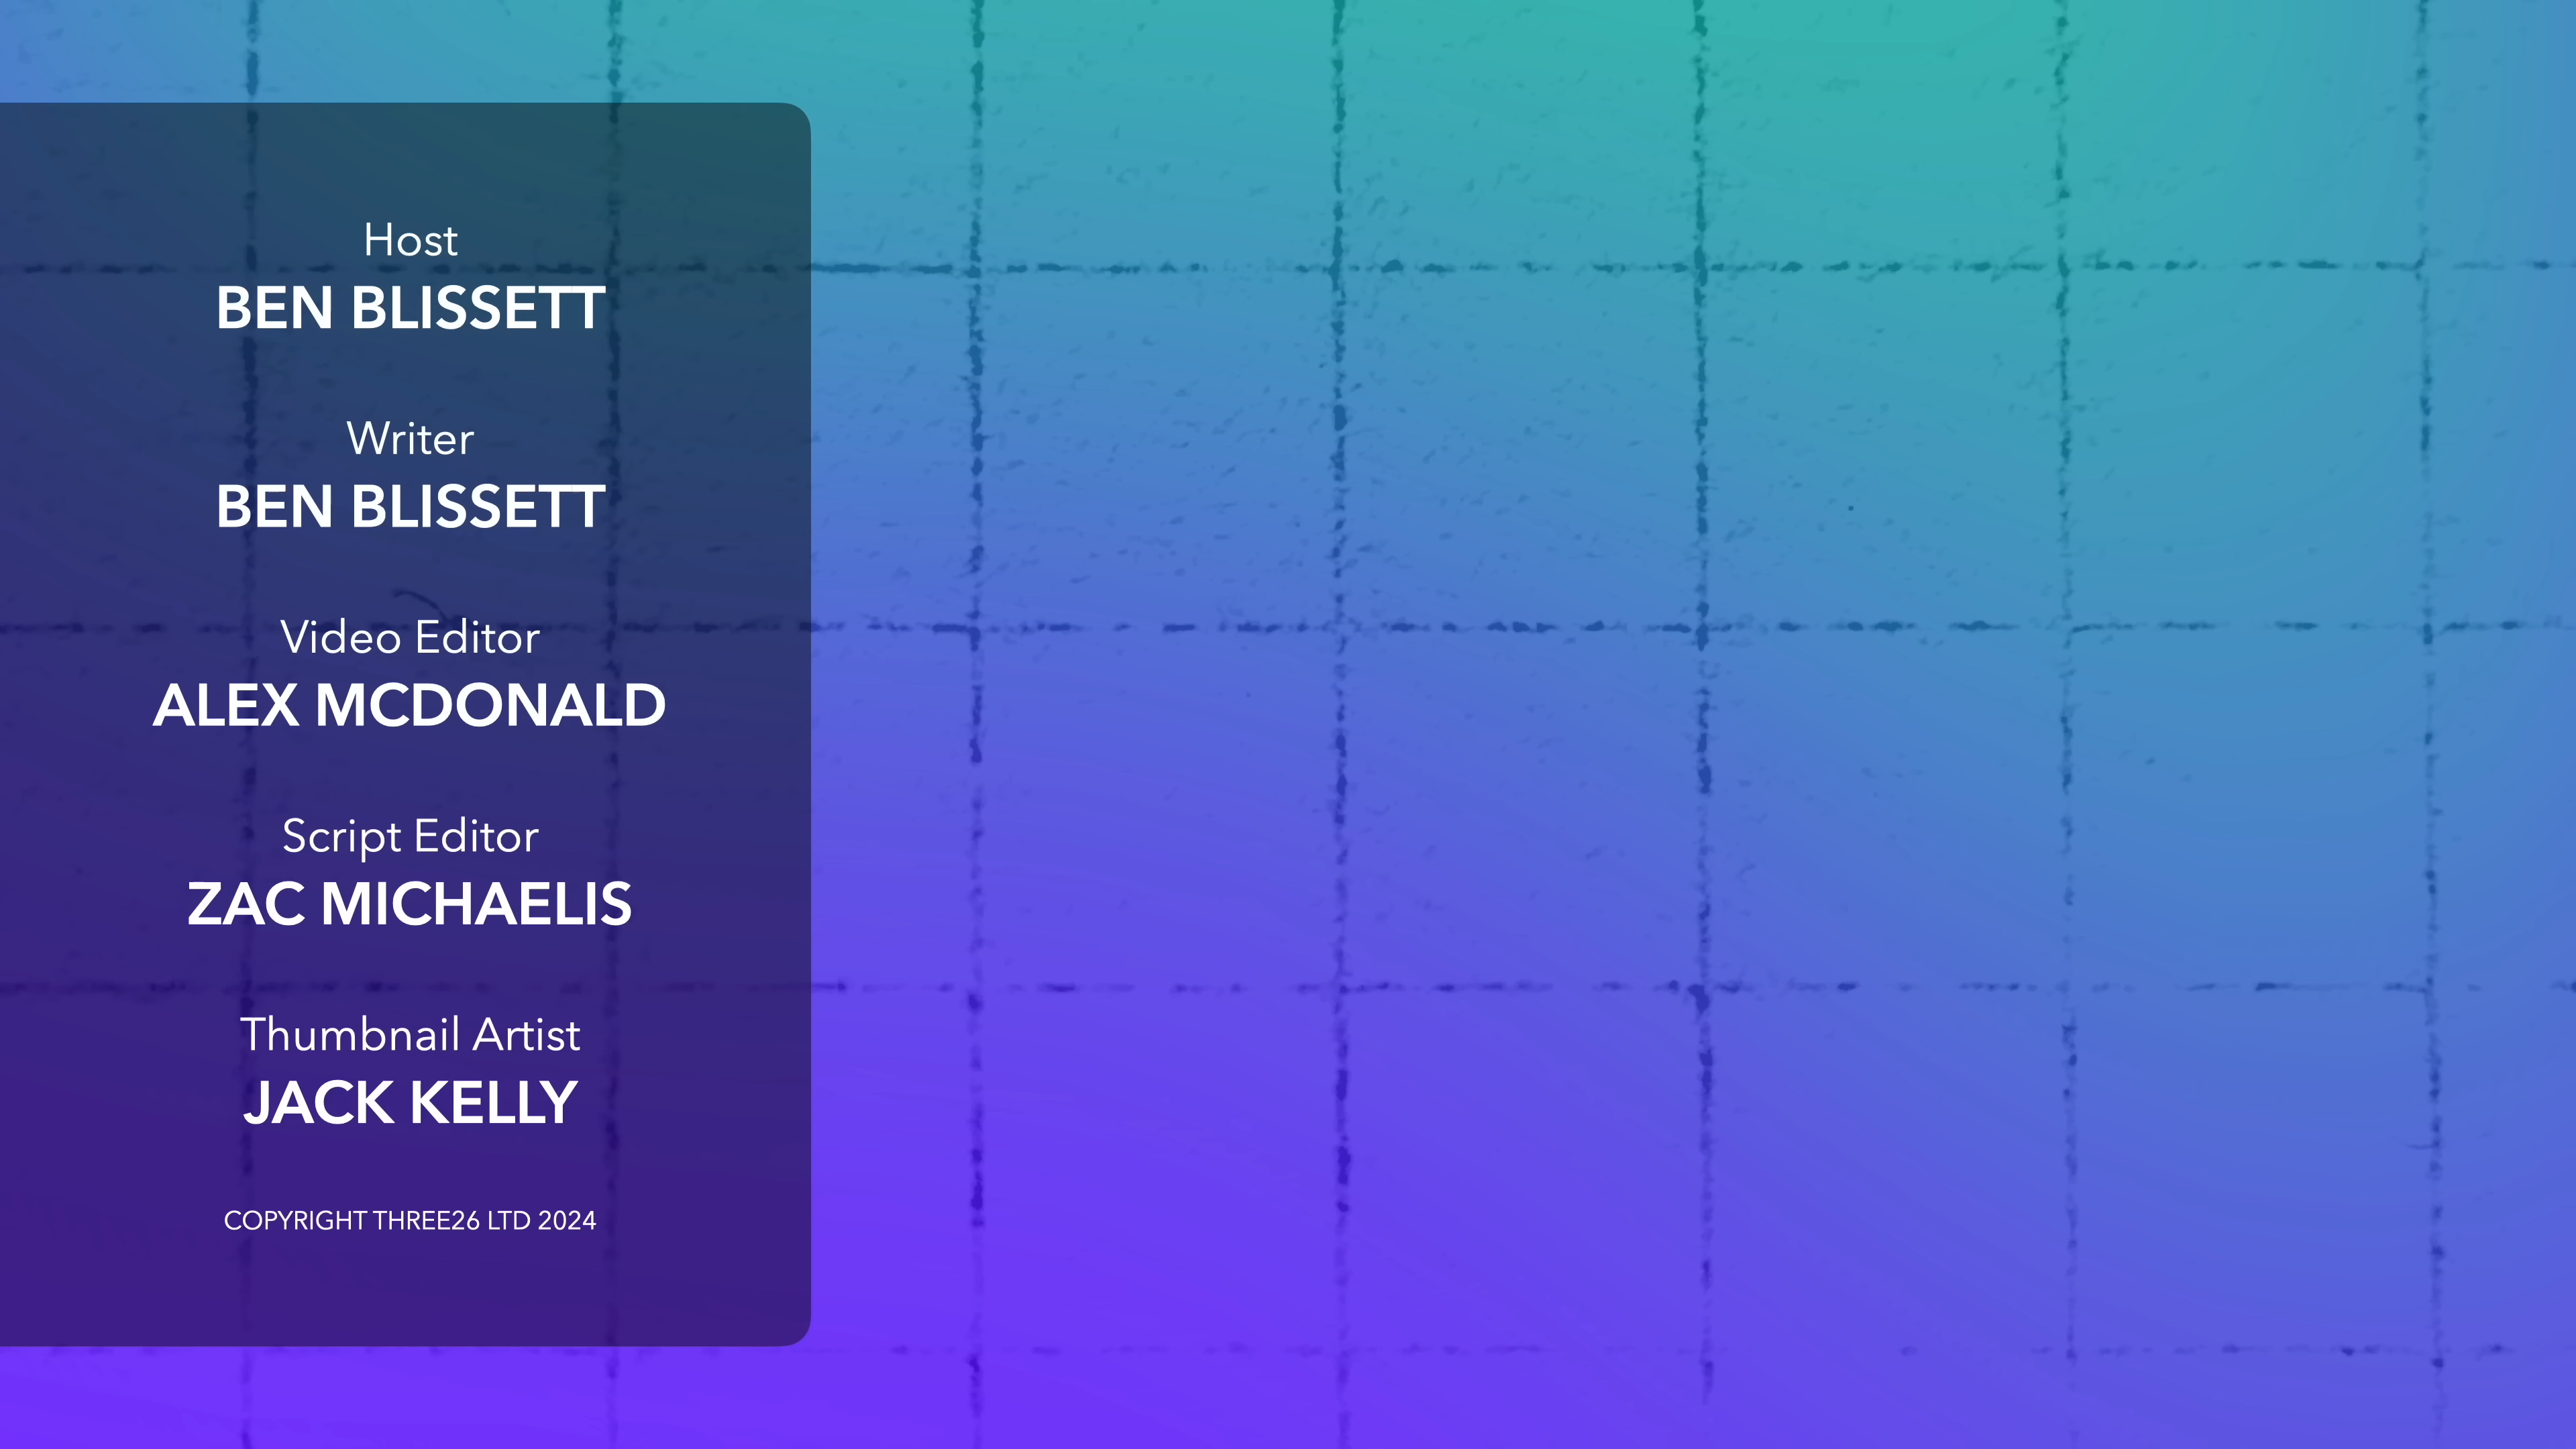 Host
BEN BLISSETT
Writer
BEN BLISSETT
Video Editor
ALEX MCDONALD
Script Editor
ZAC MICHAELIS
Thumbnail Artist
JACK KELLY
COPYRIGHT THREE26 LTD 2024